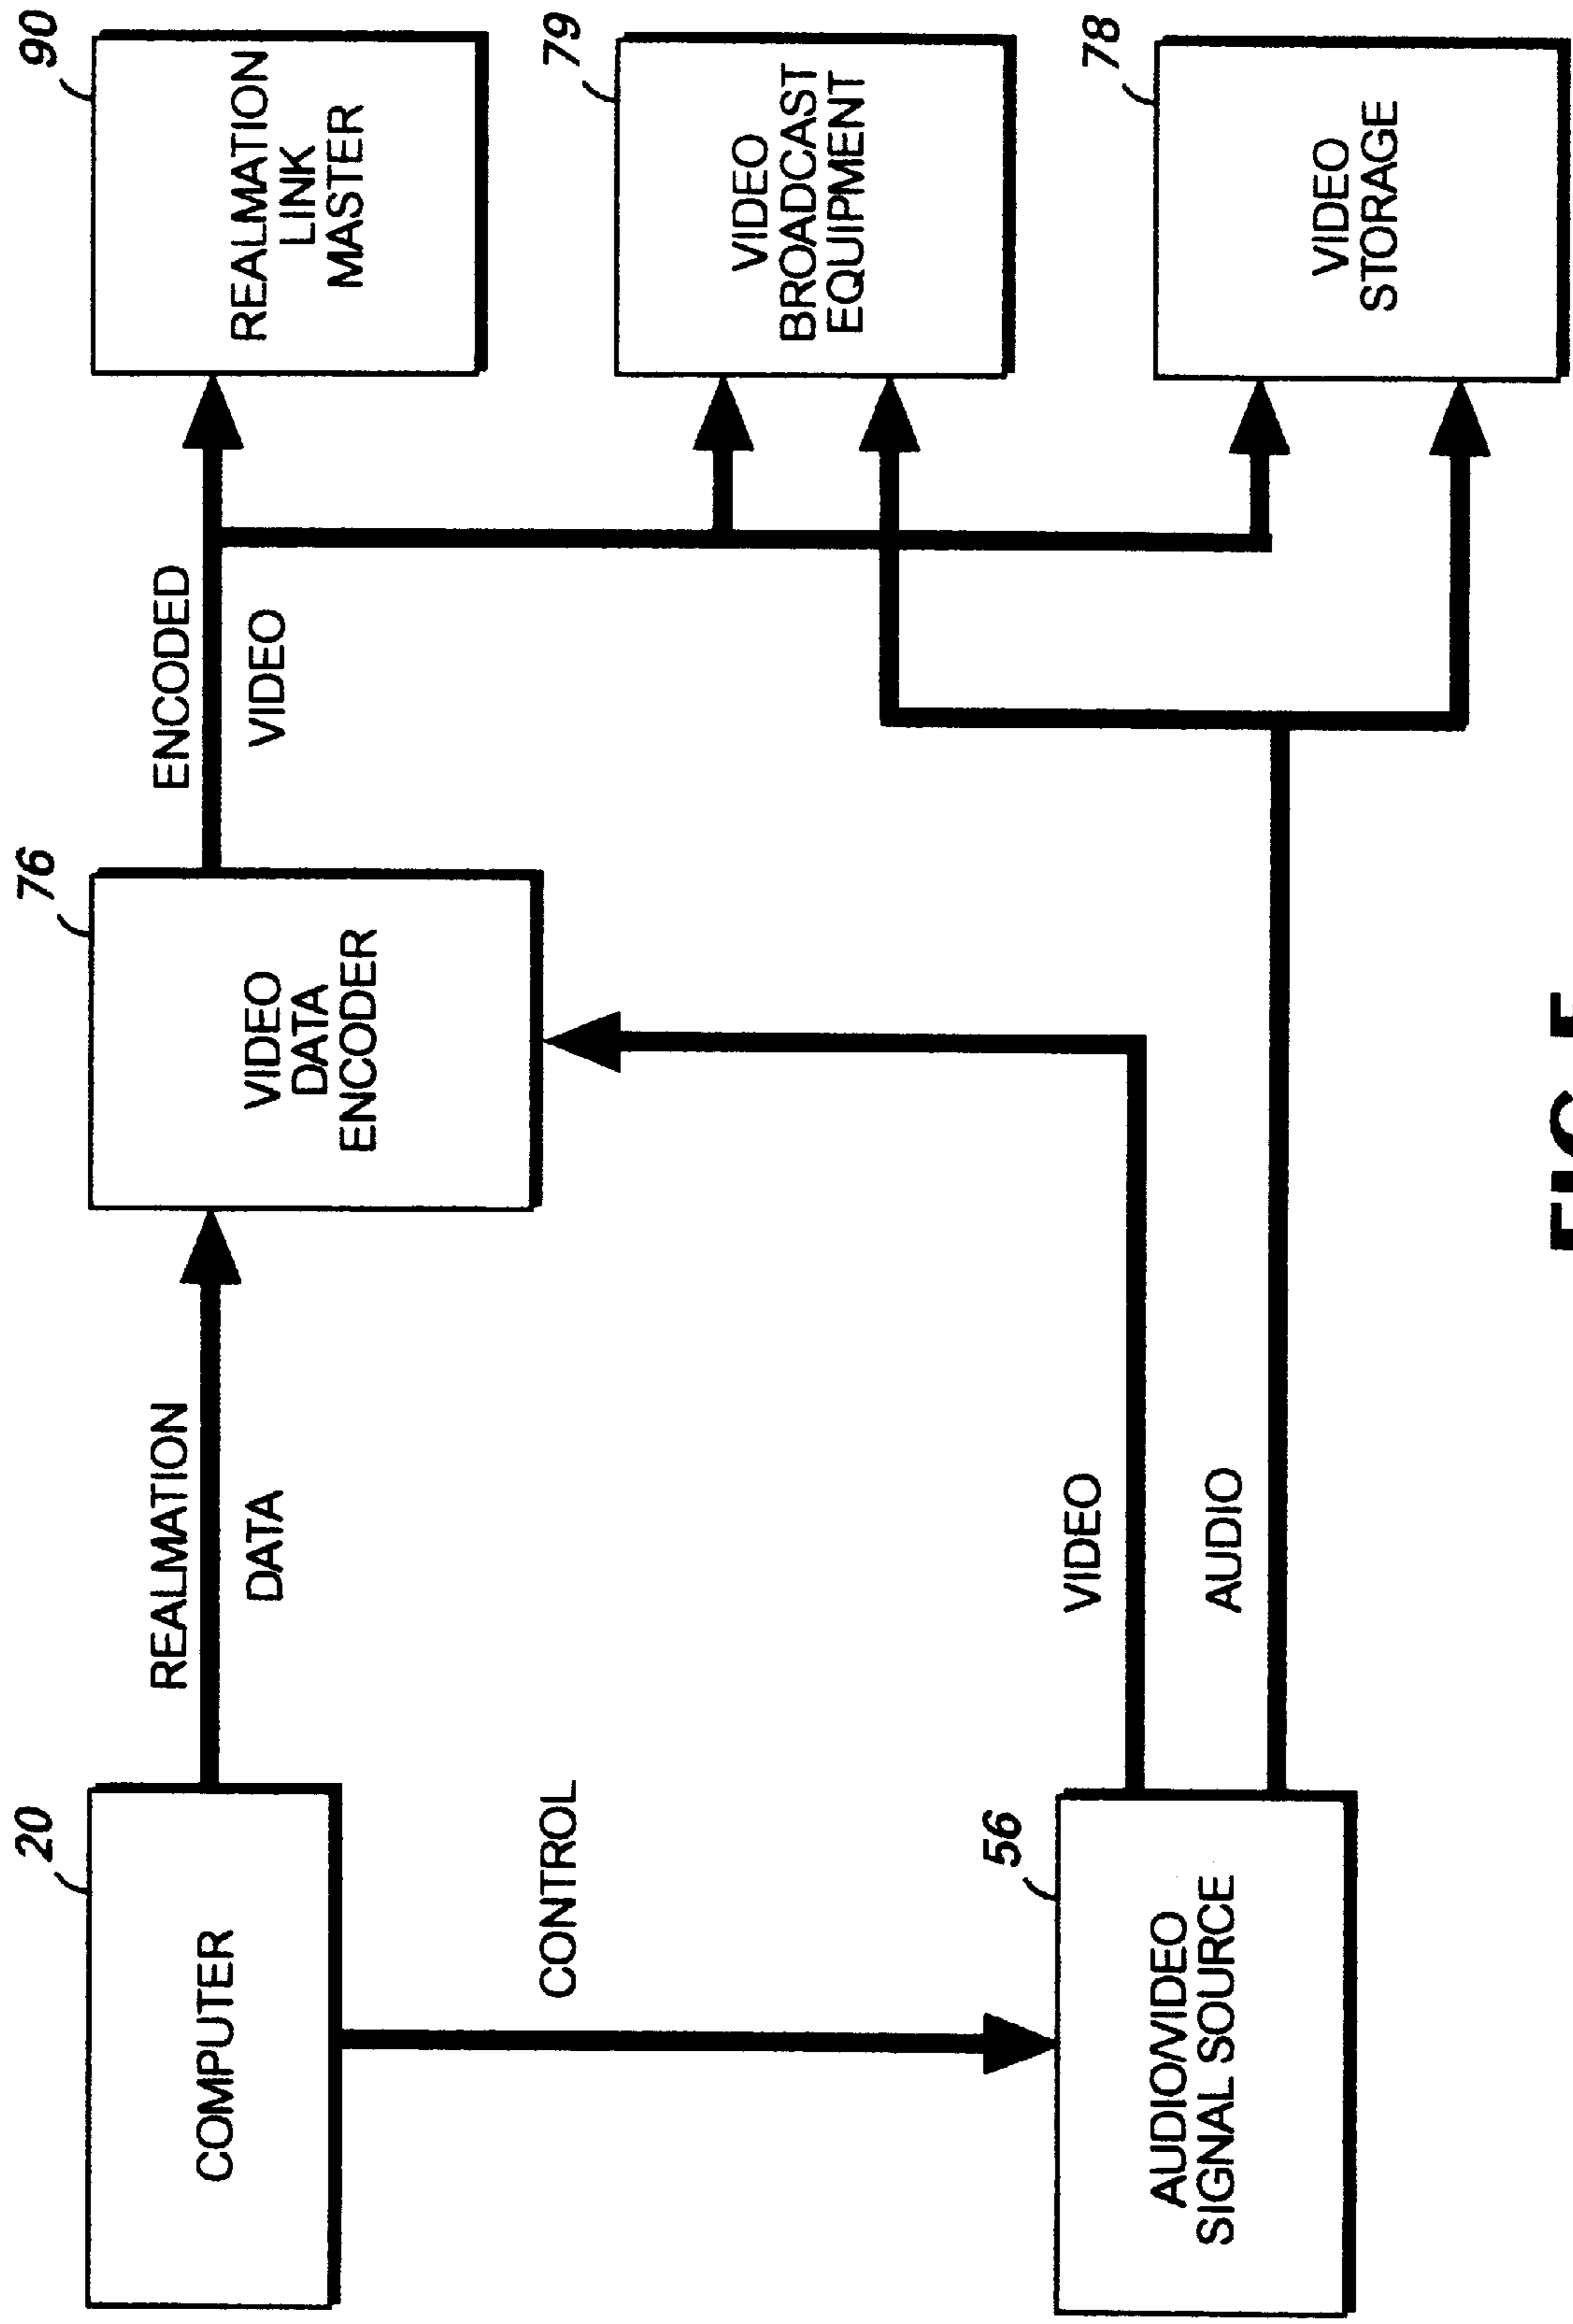 20
76
90
COMPUTER
REALMATION
DATA
VIDEO
DATA
ENCODER
ENCODED
VIDEO
REALMATION
LINK
MASTER
CONTROL
79
VIDEO
BROADCAST
EQUIPMENT
56
AUDIO/VIDEO
SIGNAL SOURCE
VIDEO
AUDIO
78
VIDEO
STORAGE